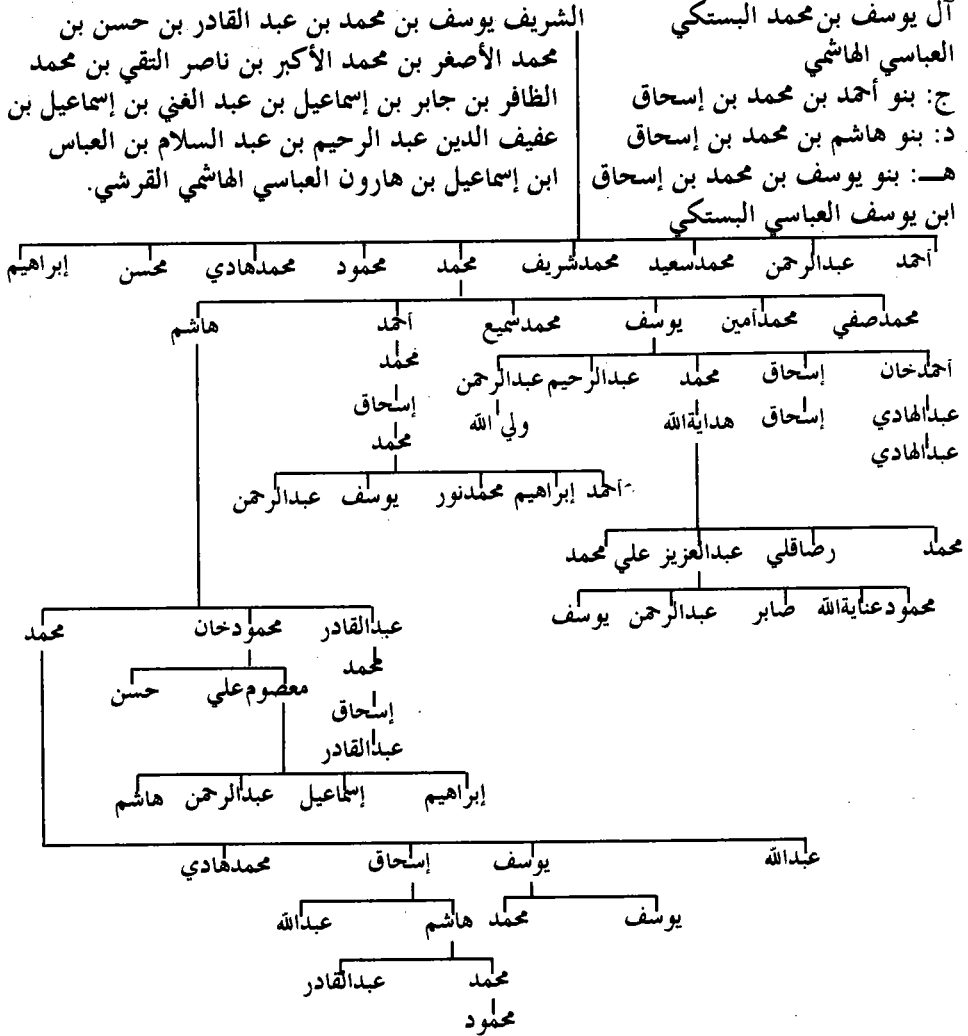 آل يوسف بن محمد البستكي
العباسي الهاشمي
ج: بنو أحمد بن محمد بن إسحاق
د: بنو هاشم بن محمد بن إسحاق
هـ: بنو يوسف بن محمد بن إسحاق
ابن يوسف العباسي البستكي
الشريف يوسف بن محمد بن عبد القادر بن حسن بن
محمد الأصغر بن محمد الأكبر بن ناصر التقي بن محمد
الظافر بن جابر بن إسماعيل بن عبد الغني بن إسماعيل بن
عفيف الدين عبد الرحيم بن عبد السلام بن العباس
ابن إسماعيل بن هارون العباسي الهاشمي القرشي.
أحمد عبدالرحمن محمدسعيد محمدشريف محمد محمود محمدهادي محسن إبراهيم
محمدصفي محمدأمين يوسف محمدسميع أحمد هاشم
أحمدخان إسحاق محمد عبدالرحيم عبدالرحمن محمد
عبدالهادي إسحاق هدايةالله ولي الله إسحاق
عبدالهادي محمد
أحمد إبراهيم محمدنور يوسف عبدالرحمن
محمد رضاقلي عبدالعزيز علي محمد
محمود عنايةالله صابر عبدالرحمن يوسف
عبدالقادر محمودخان محمد
محمد
معصوم علي حسن
إسحاق
عبدالقادر
إبراهيم إسماعيل عبدالرحمن هاشم
عبدالله يوسف إسحاق محمدهادي
يوسف محمد هاشم عبدالله
محمد عبدالقادر
محمود